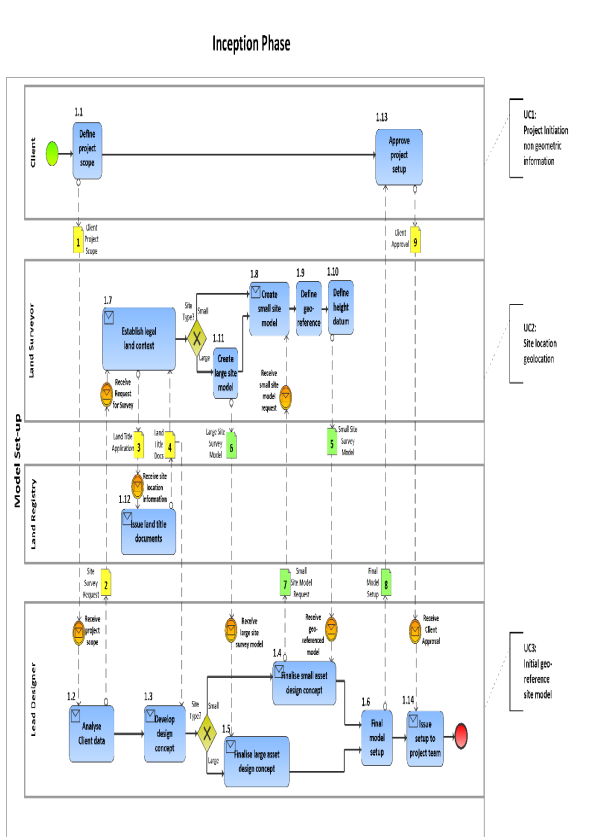 Inception Phase
Model Set-up
Client
1.1
Define
project
scope
1.13
Approve
project
setup
UC1:
Project Initiation
non geometric
information
1
Client
Project
Scope
Client
Approval
9
Land Surveyor
1.7
Establish legal
land context
Site
Type?
Small
Large
X
1.8
Create
small site
model
1.9
Define
geo-
reference
1.10
Define
height
datum
1.11
Create
large site
model
Receive
Request
for Survey
Receive
small site
model
request
UC2:
Site location
geolocation
Land Title
Application
3
Land
Title
Docs
4
Large Site
Survey
Model
6
5
Small Site
Survey
Model
Land Registry
Receive site
location
information
1.12
Issue land title
documents
Site
Survey
Request
2
7
Small
Site Model
Request
Final
Model
Setup
8
Lead Designer
Receive
project
scope
Receive
large site
survey model
Receive
geo-
referenced
model
Receive
Client
Approval
1.2
Analyse
Client data
1.3
Develop
design
concept
Site
Type?
Small
Large
X
1.4
Finalise small asset
design concept
1.5
Finalise large asset
design concept
1.6
Final
model
setup
1.14
Issue
setup to
project team
UC3:
Initial geo-
reference
site model